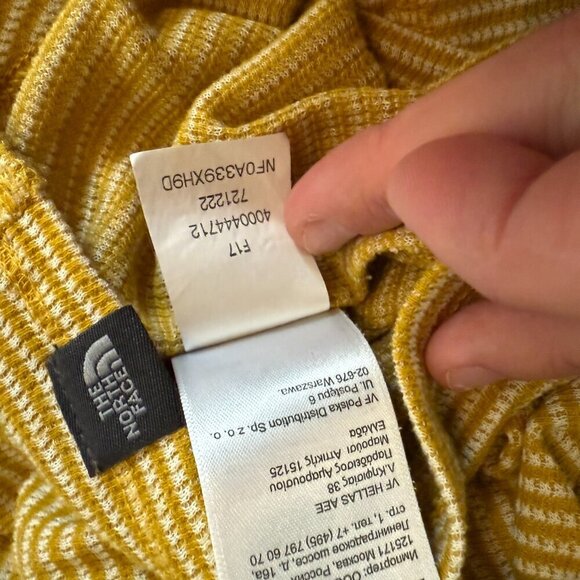 NF0A339XH9D
721222
4000444712
F17
THE
NORTH
FACE
Импортер: ООО
125171 Москва, Россия
Ленинградское шоссе, д. 16а,
стр. 1, тел. +7 (495) 797 60 70
VF HELLAS AEE
Λ.Κηφισίας 38
Παράδεισος Αμαρουσίου
Μαρούσι Αττικής 15125
Ελλάδα
VF Polska Distribution Sp. z o. o.
Ul. Postępu 6
02-676 Warszawa.